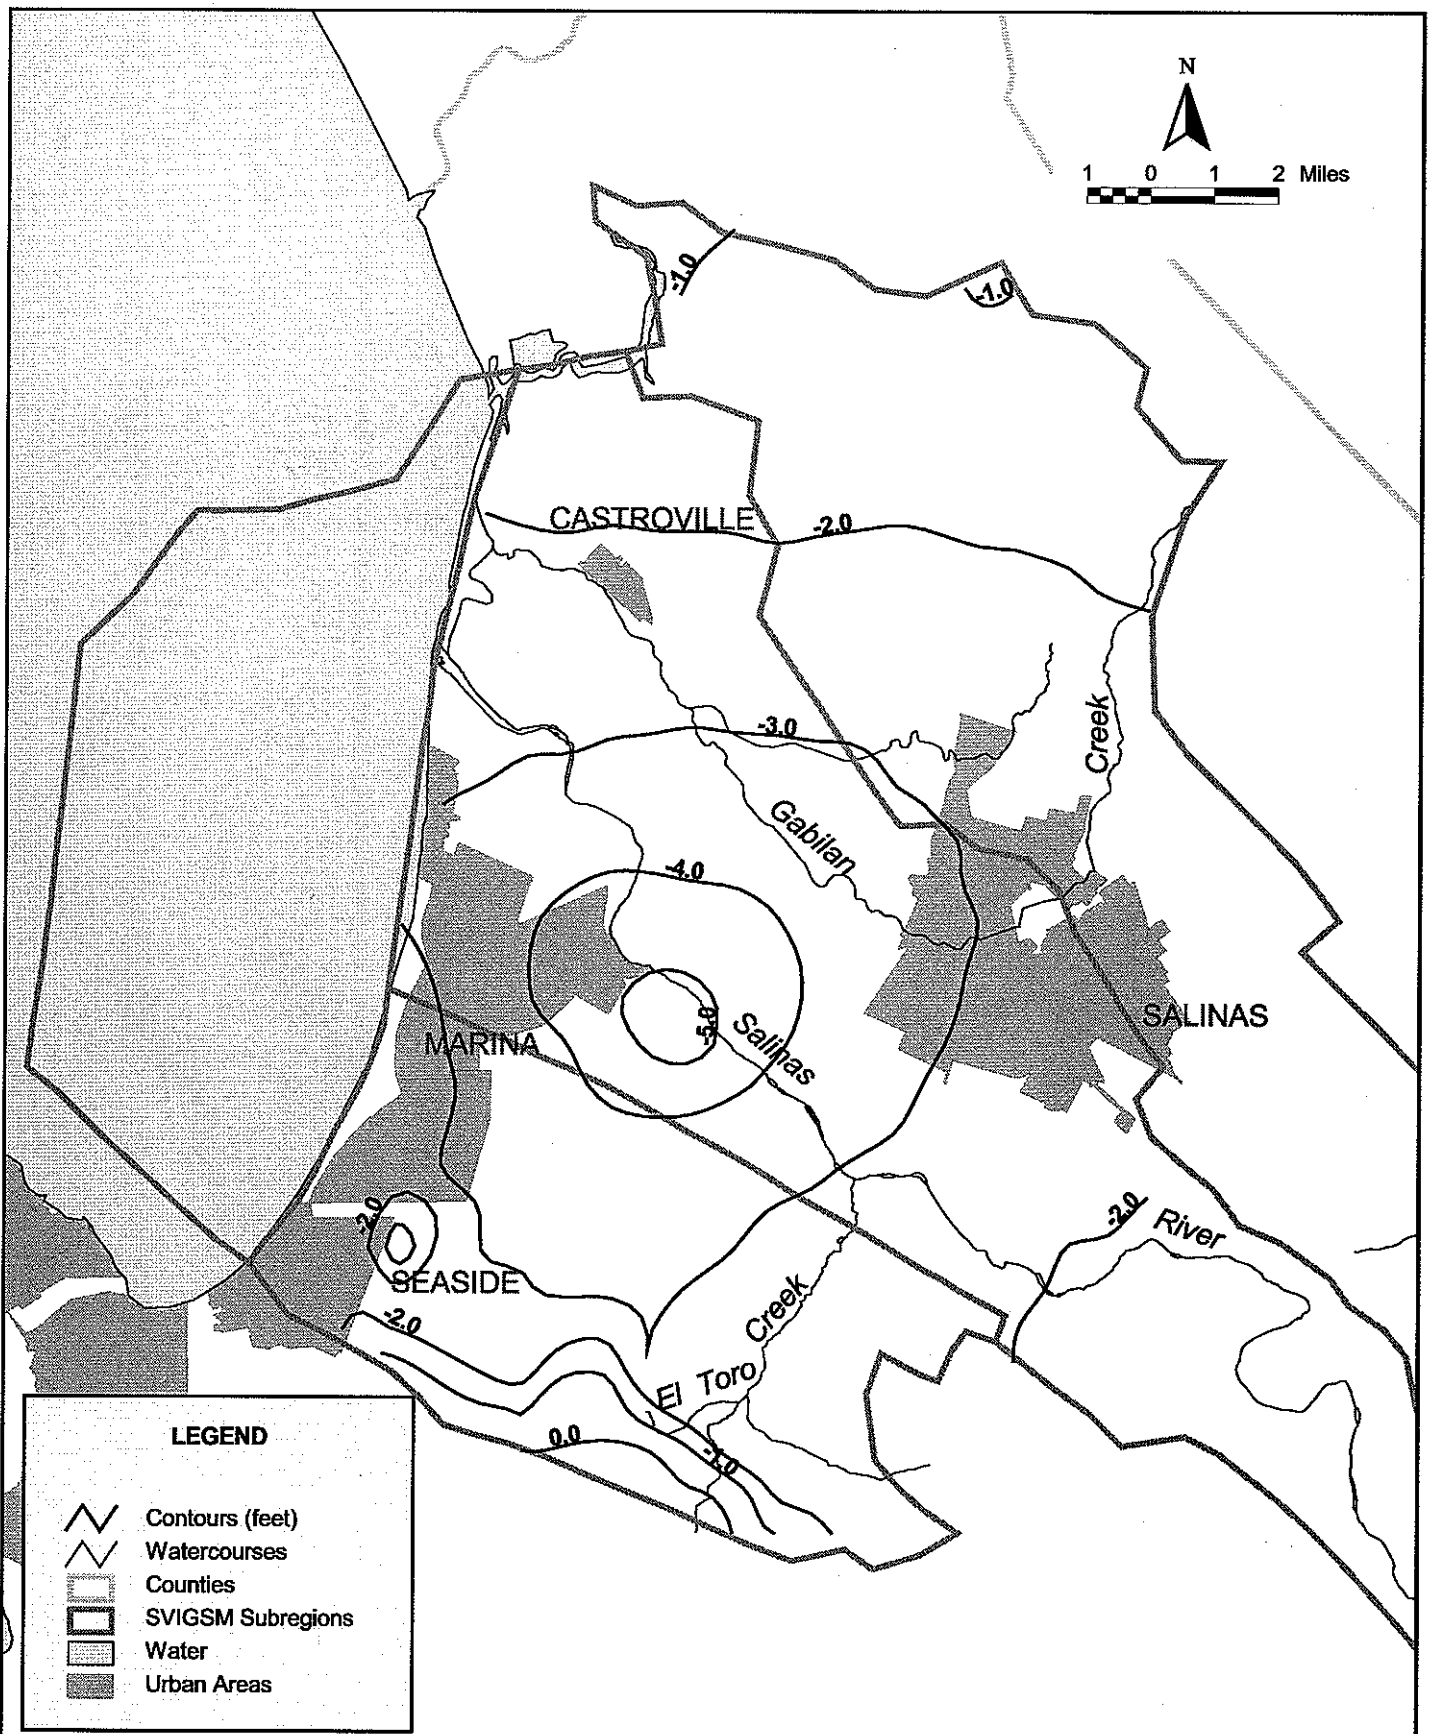 N
1 0 1 2 Miles
-1.0
-1.0
CASTROVILLE
-2.0
-3.0
Creek
Gabilan
-4.0
-5.0
Salinas
SALINAS
MARINA
-2.0
-2.0
River
SEASIDE
-2.0
Creek
El Toro
0.0
-1.0
LEGEND
Contours (feet)
Watercourses
Counties
SVIGSM Subregions
Water
Urban Areas